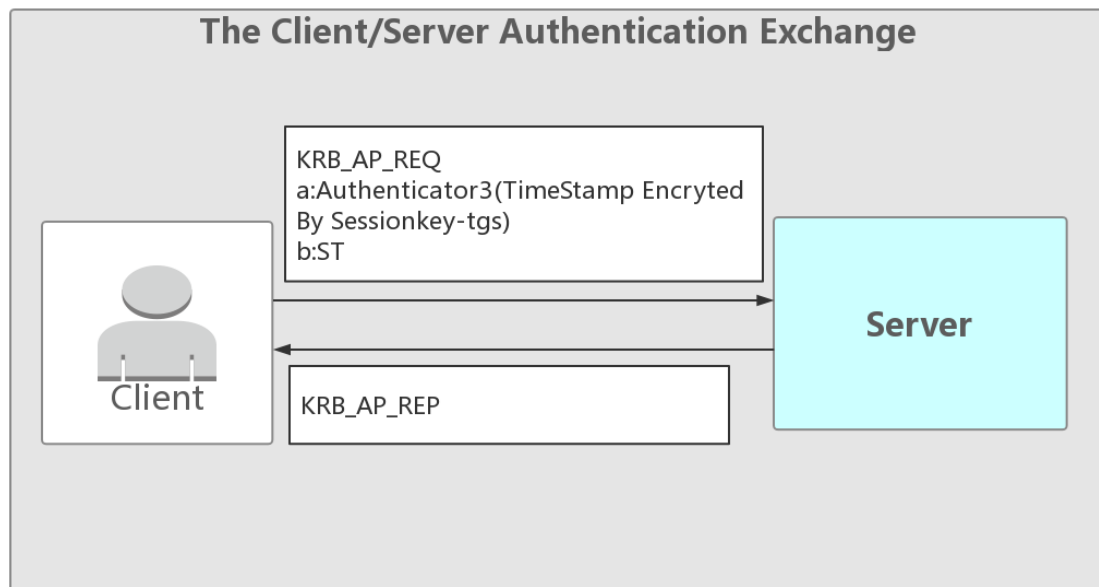 The Client/Server Authentication Exchange
KRB_AP_REQ
a:Authenticator3(TimeStamp Encryted
By Sessionkey-tgs)
b:ST
Client
Server
KRB_AP_REP